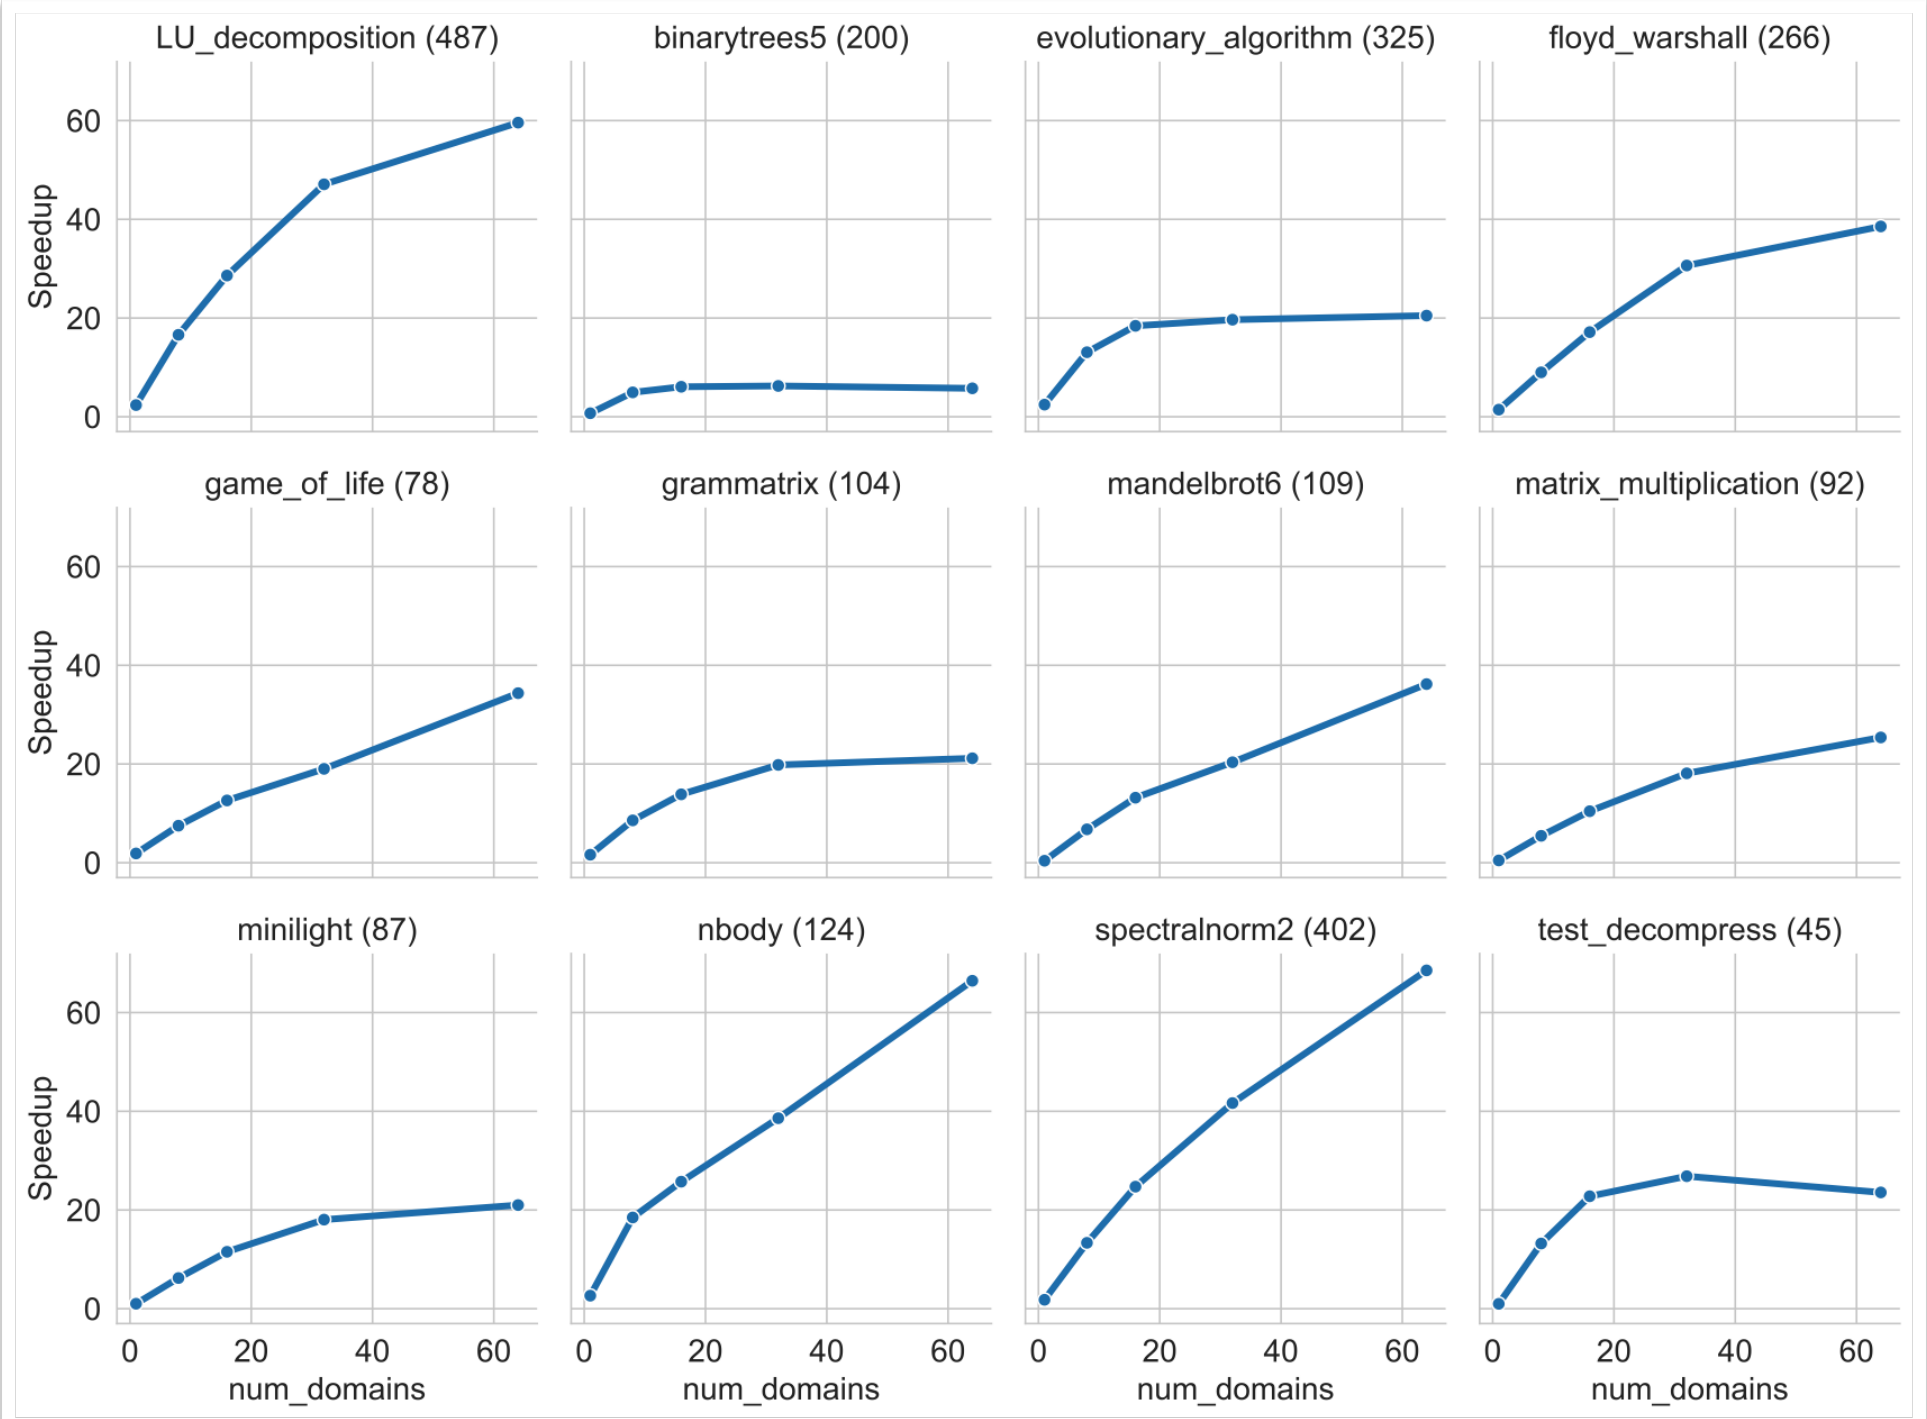 LU_decomposition (487)
binarytrees5 (200)
evolutionary_algorithm (325)
floyd_warshall (266)
60
40
20
0
Speedup
game_of_life (78)
grammatrix (104)
mandelbrot6 (109)
matrix_multiplication (92)
60
40
20
0
Speedup
minilight (87)
nbody (124)
spectralnorm2 (402)
test_decompress (45)
60
40
20
0
Speedup
0 20 40 60
0 20 40 60
0 20 40 60
0 20 40 60
num_domains
num_domains
num_domains
num_domains